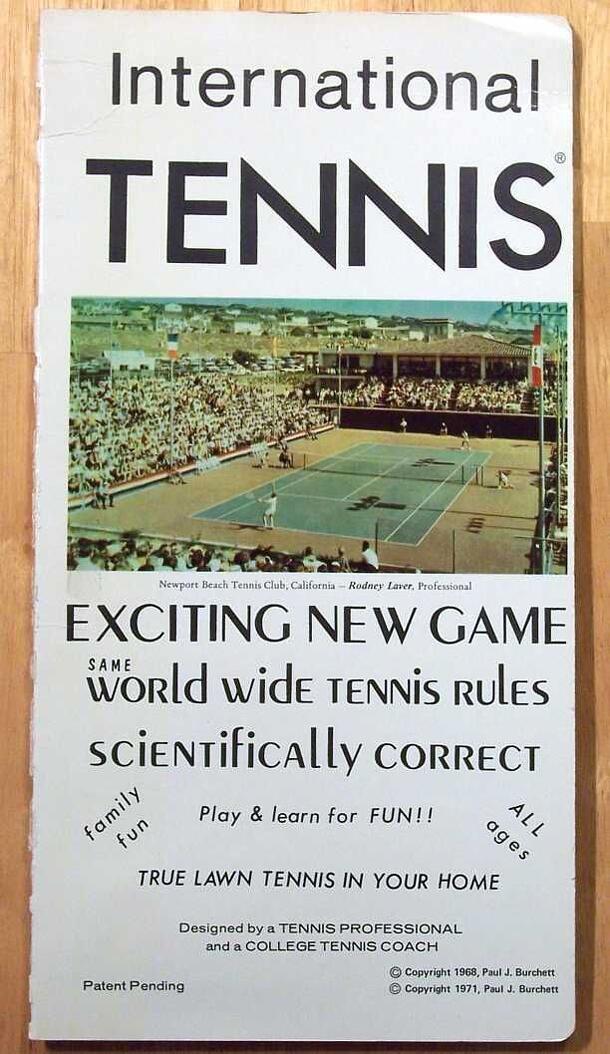 International
TENNIS®
Newport Beach Tennis Club, California – Rodney Laver, Professional
EXCITING NEW GAME
SAME
WORld wide TENNis RulEs
sciENTificAlly CORRECT
family
fun
Play & learn for FUN!!
ALL
ages
TRUE LAWN TENNIS IN YOUR HOME
Designed by a TENNIS PROFESSIONAL
and a COLLEGE TENNIS COACH
Patent Pending
© Copyright 1968, Paul J. Burchett
© Copyright 1971, Paul J. Burchett